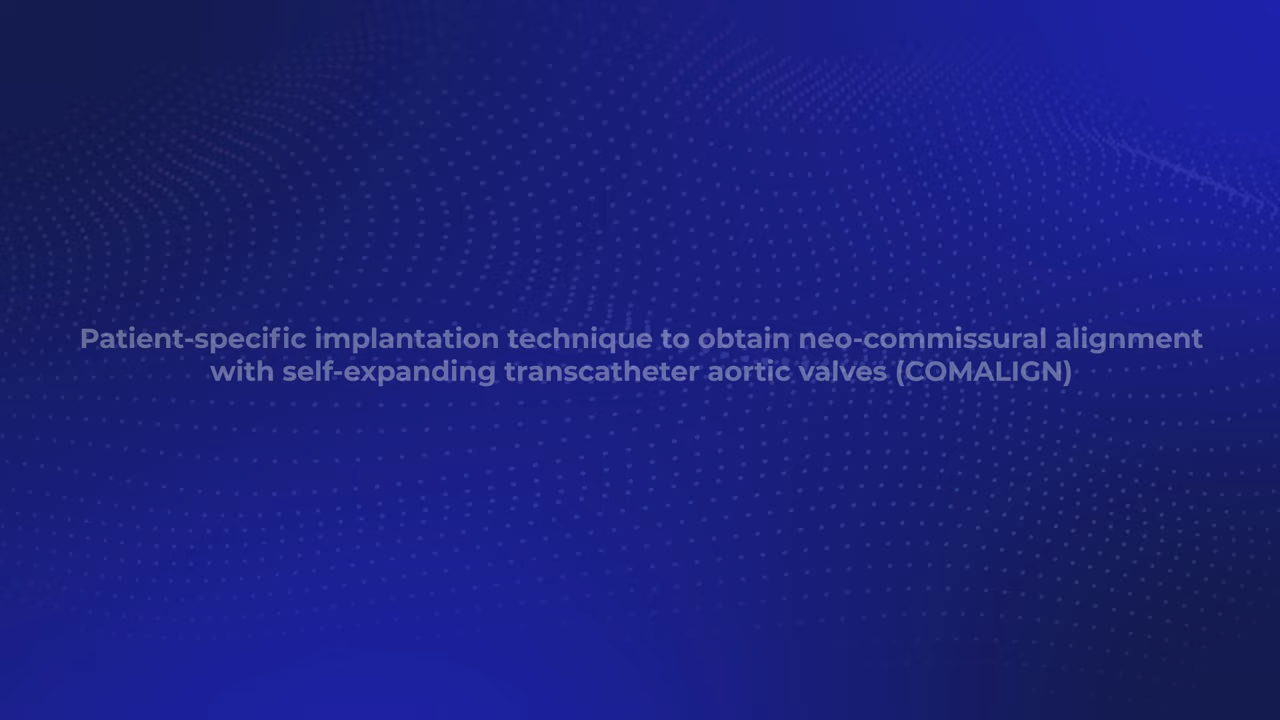 Patient-specific implantation technique to obtain neo-commissural alignment
with self-expanding transcatheter aortic valves (COMALIGN)